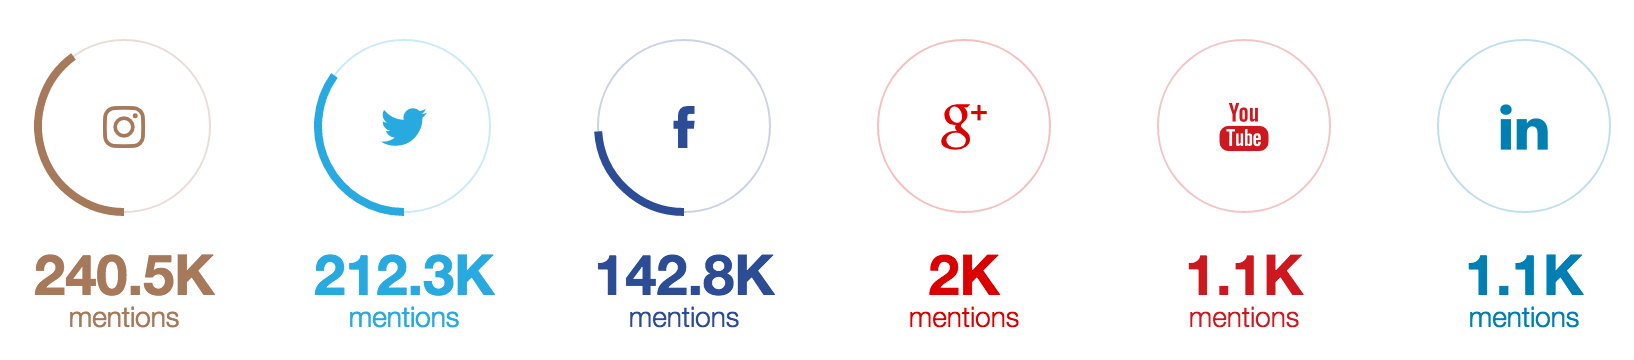 f
g+
You
Tube
in
240.5K
212.3K
142.8K
2K
1.1K
1.1K
mentions
mentions
mentions
mentions
mentions
mentions